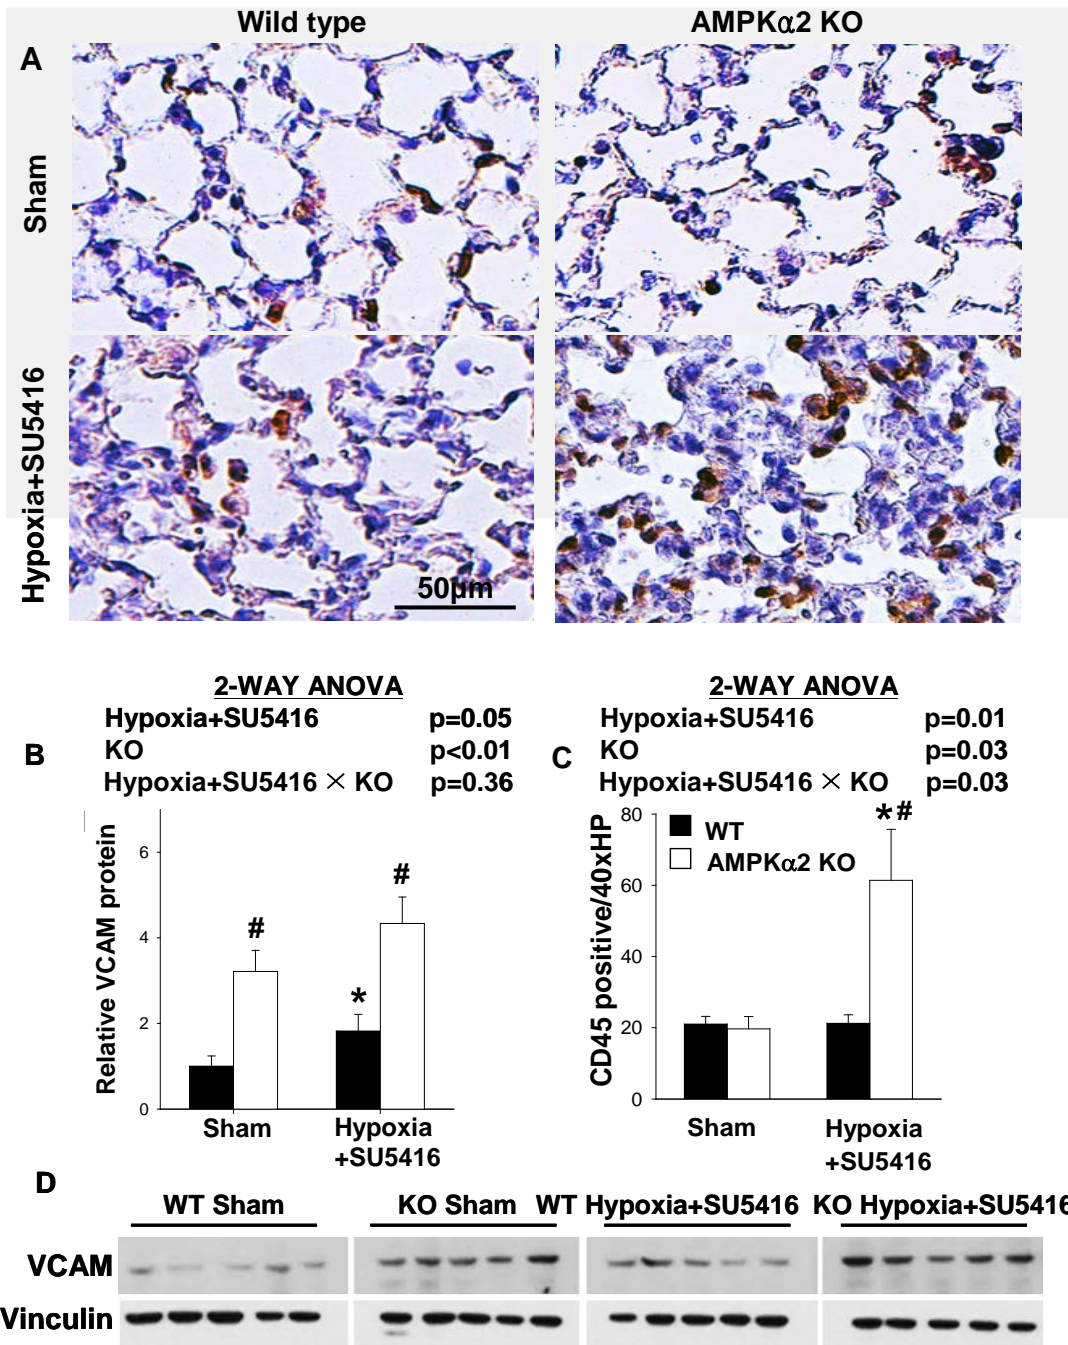 Wild type
AMPKα2 KO
A
Sham
Hypoxia+SU5416
50μm
2-WAY ANOVA
Hypoxia+SU5416 p=0.05
KO p<0.01
Hypoxia+SU5416 × KO p=0.36
B
Relative VCAM protein
6
4
2
0
#
*
#
Sham
Hypoxia
+SU5416
2-WAY ANOVA
Hypoxia+SU5416 p=0.01
KO p=0.03
Hypoxia+SU5416 × KO p=0.03
C
CD45 positive/40xHP
80
60
40
20
0
WT
AMPKα2 KO
*#
Sham
Hypoxia
+SU5416
D
WT Sham
KO Sham
WT Hypoxia+SU5416
KO Hypoxia+SU5416
VCAM
Vinculin